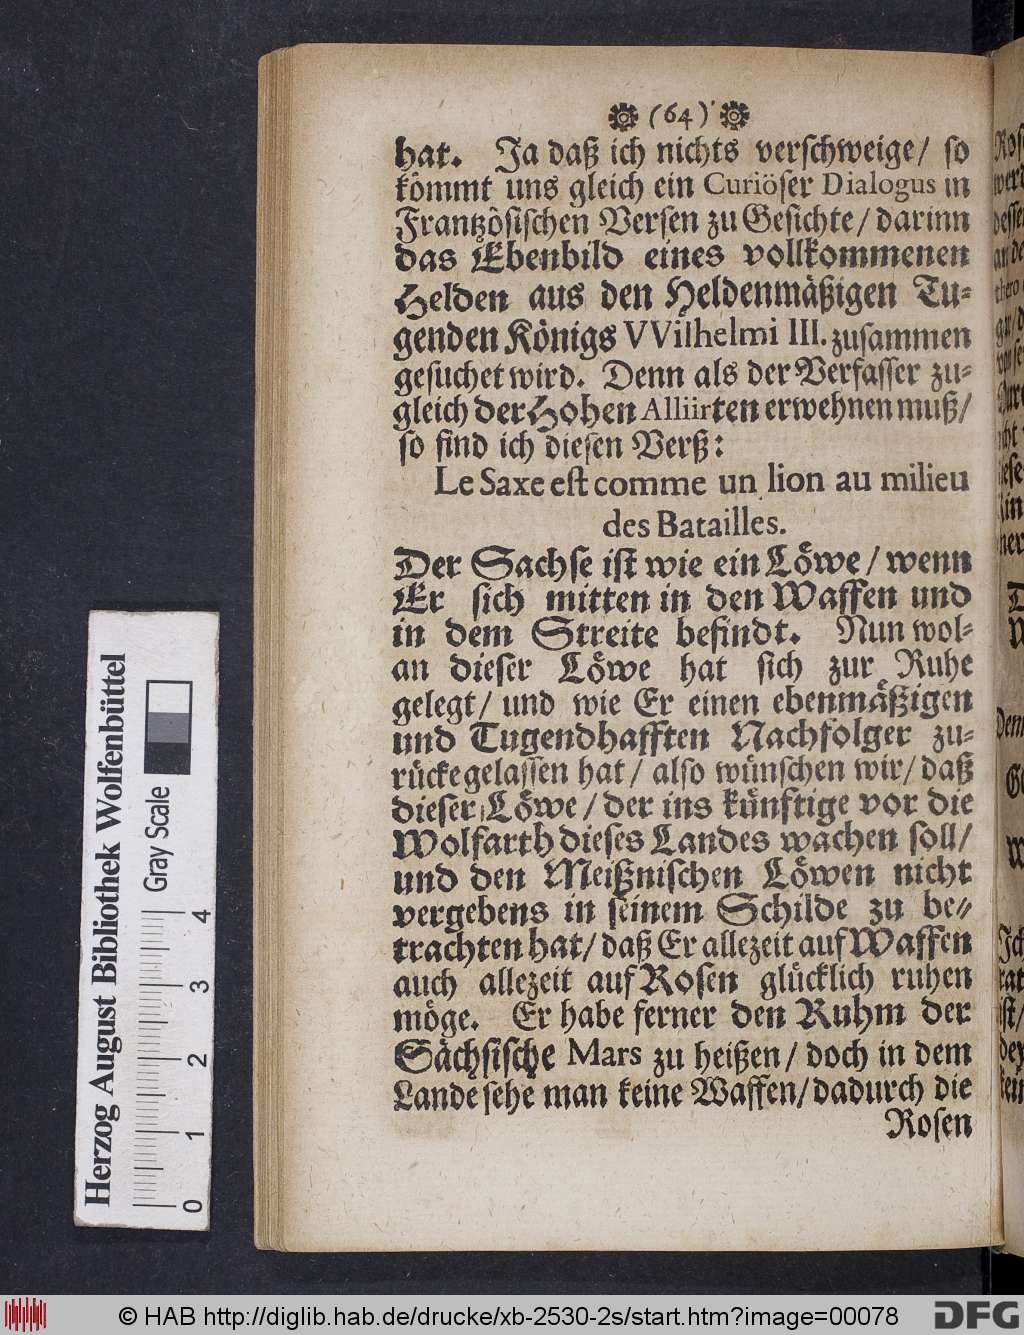 (64)
hat. Ja daß ich nichts verschweige/ so
kömmt uns gleich ein Curiöser Dialogus in
Frantzösischen Versen zu Gesichte/ darinn
das Ebenbild eines vollkommenen
Helden aus den Heldenmäßigen Tu-
genden Königs VVilhelmi III. zusammen
gesuchet wird. Denn als der Verfasser zu-
gleich der Hohen Alliirten erwehnen muß/
so find ich diesen Verß:
Le Saxe est comme un lion au milieu
des Batailles.
Der Sachse ist wie ein Löwe/ wenn
Er sich mitten in den Waffen und
in dem Streite befindt. Nun wol-
an dieser Löwe hat sich zur Ruhe
gelegt/ und wie Er einen ebenmäßigen
und Tugendhafften Nachfolger zu-
rücke gelassen hat/ also wünschen wir/ daß
dieser Löwe/ der ins künftige vor die
Wolfarth dieses Landes wachen soll/
und den Meißnischen Löwen nicht
vergebens in seinem Schilde zu be-
trachten hat/ daß Er allezeit auf Waffen
auch allezeit auf Rosen glücklich ruhen
möge. Er habe ferner den Ruhm der
Sächsische Mars zu heißen/ doch in dem
Lande sehe man keine Waffen/ dadurch die
Rosen
Herzog August Bibliothek Wolfenbüttel
Gray Scale
0 1 2 3 4
© HAB http://diglib.hab.de/drucke/xb-2530-2s/start.htm?image=00078
DFG